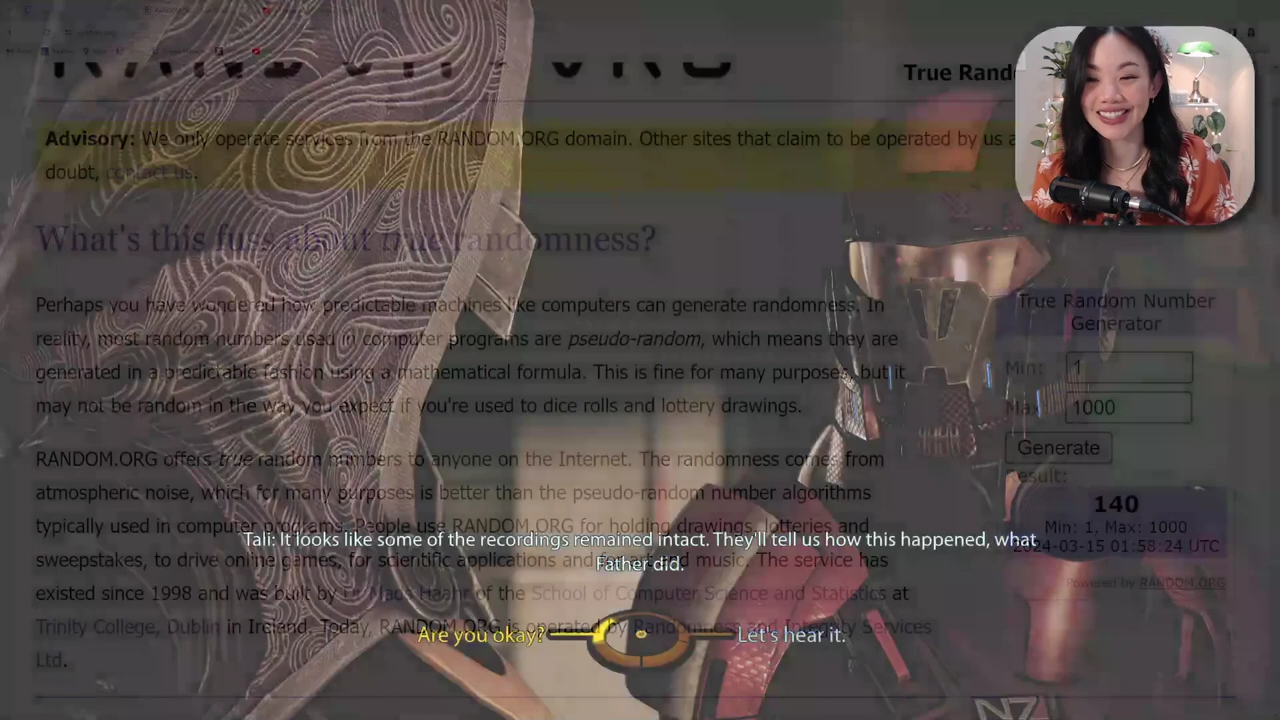 True Rando
Advisory: We only operate services from the RANDOM.ORG domain. Other sites that claim to be operated by us a
doubt, contact us.
What's this fuss about true randomness?
Perhaps you have wondered how predictable machines like computers can generate randomness. In
reality, most random numbers used in computer programs are pseudo-random, which means they are
generated in a predictable fashion using a mathematical formula. This is fine for many purposes, but it
may not be random in the way you expect if you're used to dice rolls and lottery drawings.
RANDOM.ORG offers true random numbers to anyone on the Internet. The randomness comes from
atmospheric noise, which for many purposes is better than the pseudo-random number algorithms
typically used in computer programs. People use RANDOM.ORG for holding drawings, lotteries and
sweepstakes, to drive online games, for scientific applications and for art and music. The service has
existed since 1998 and was built by Dr Mads Haahr of the School of Computer Science and Statistics at
Trinity College, Dublin in Ireland. Today, RANDOM.ORG is operated by Randomness and Integrity Services
Ltd.
True Random Number
Generator
Min: 1
Max: 1000
Generate
Result:
140
Min: 1, Max: 1000
2024-03-15 01:58:24 UTC
Powered by RANDOM.ORG
Tali: It looks like some of the recordings remained intact. They'll tell us how this happened, what
Father did.
Are you okay?
Let's hear it.
N7